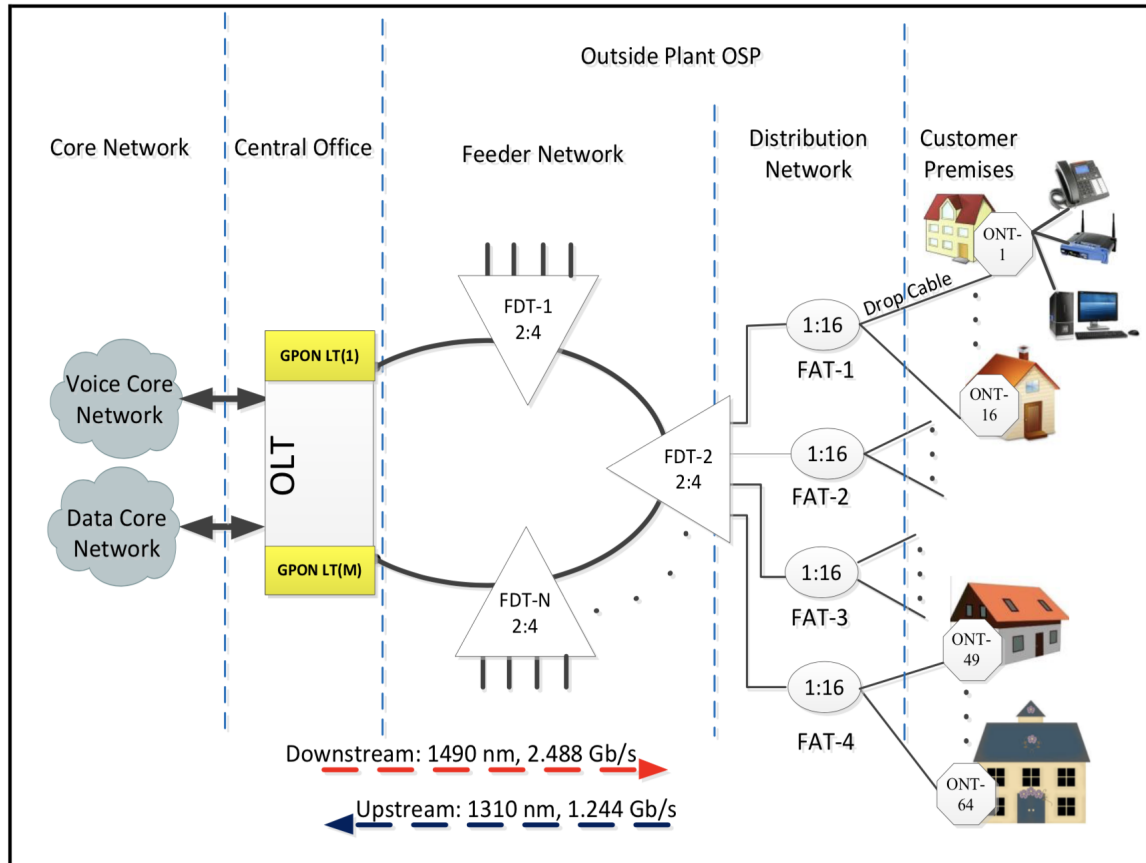 Outside Plant OSP
Core Network
Central Office
Feeder Network
Distribution
Network
Customer
Premises
ONT-
1
FDT-1
2:4
Drop Cable
GPON LT(1)
1:16
FAT-1
Voice Core
Network
ONT-
16
OLT
FDT-2
2:4
1:16
FAT-2
Data Core
Network
GPON LT(M)
1:16
FAT-3
FDT-N
2:4
ONT-
49
1:16
FAT-4
Downstream: 1490 nm, 2.488 Gb/s
ONT-
64
Upstream: 1310 nm, 1.244 Gb/s